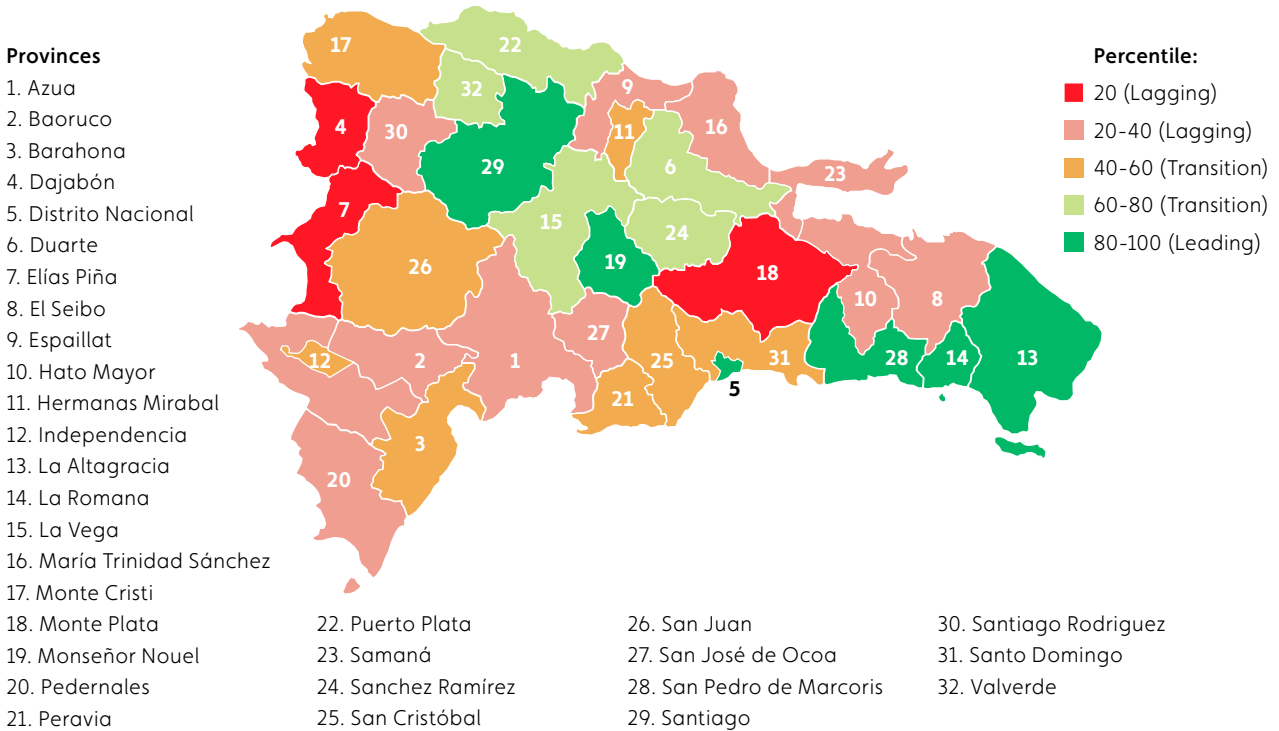 Provinces
1. Azua
2. Baoruco
3. Barahona
4. Dajabón
5. Distrito Nacional
6. Duarte
7. Elías Piña
8. El Seibo
9. Espaillat
10. Hato Mayor
11. Hermanas Mirabal
12. Independencia
13. La Altagracia
14. La Romana
15. La Vega
16. María Trinidad Sánchez
17. Monte Cristi
18. Monte Plata
19. Monseñor Nouel
20. Pedernales
21. Peravia
22. Puerto Plata
23. Samaná
24. Sanchez Ramírez
25. San Cristóbal
26. San Juan
27. San José de Ocoa
28. San Pedro de Marcoris
29. Santiago
30. Santiago Rodriguez
31. Santo Domingo
32. Valverde
17
22
32
9
4
30
11
16
29
6
23
7
15
24
26
19
18
10
8
27
12
2
1
25
31
28
14
13
5
21
3
20
Percentile:
20 (Lagging)
20-40 (Lagging)
40-60 (Transition)
60-80 (Transition)
80-100 (Leading)